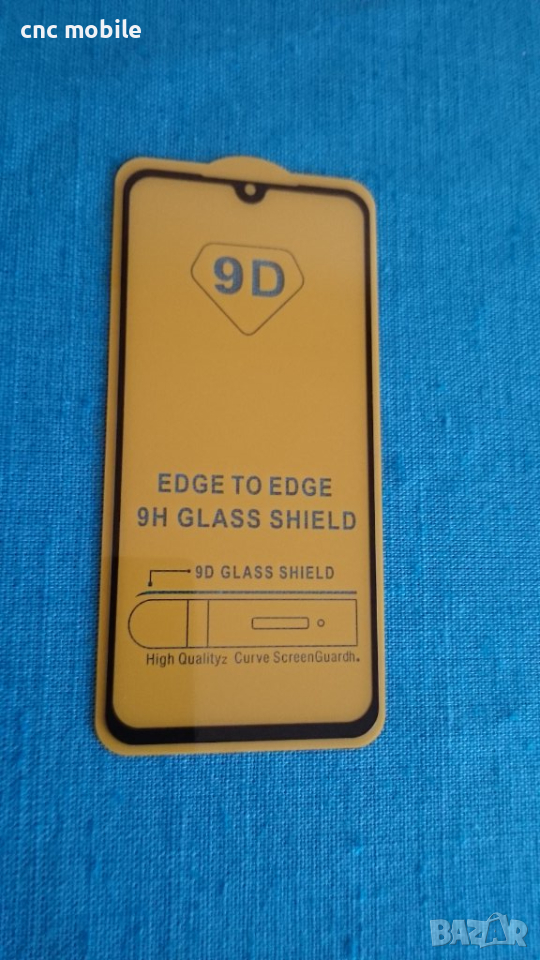 cnc mobile
9D
EDGE TO EDGE
9H GLASS SHIELD
9D GLASS SHIELD
High Qualityz Curve ScreenGuardh.
BAZAR